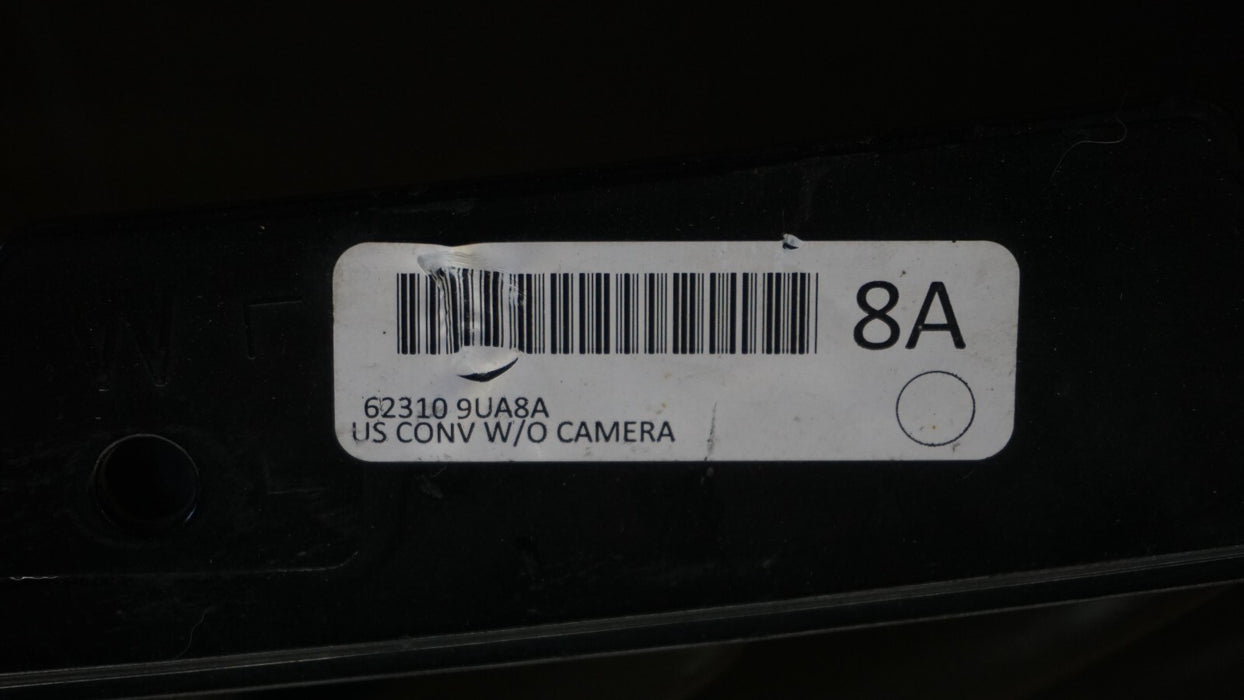 8A
62310 9UA8A
US CONV W/O CAMERA